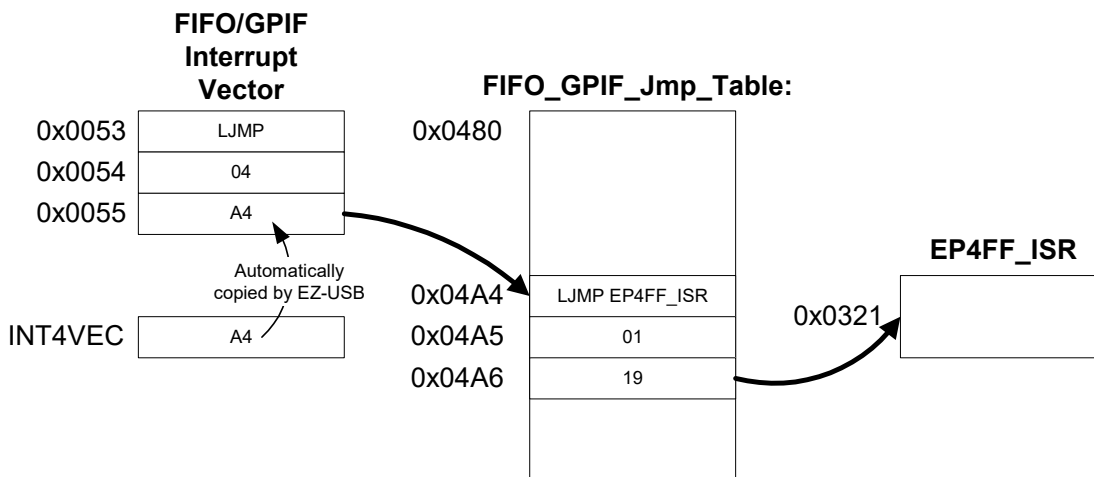 FIFO/GPIF
Interrupt
Vector
FIFO_GPIF_Jmp_Table:
0x0053
LJMP
0x0480
0x0054
04
0x0055
A4
Automatically
copied by EZ-USB
INT4VEC
A4
0x04A4
LJMP EP4FF_ISR
0x04A5
01
0x04A6
19
EP4FF_ISR
0x0321